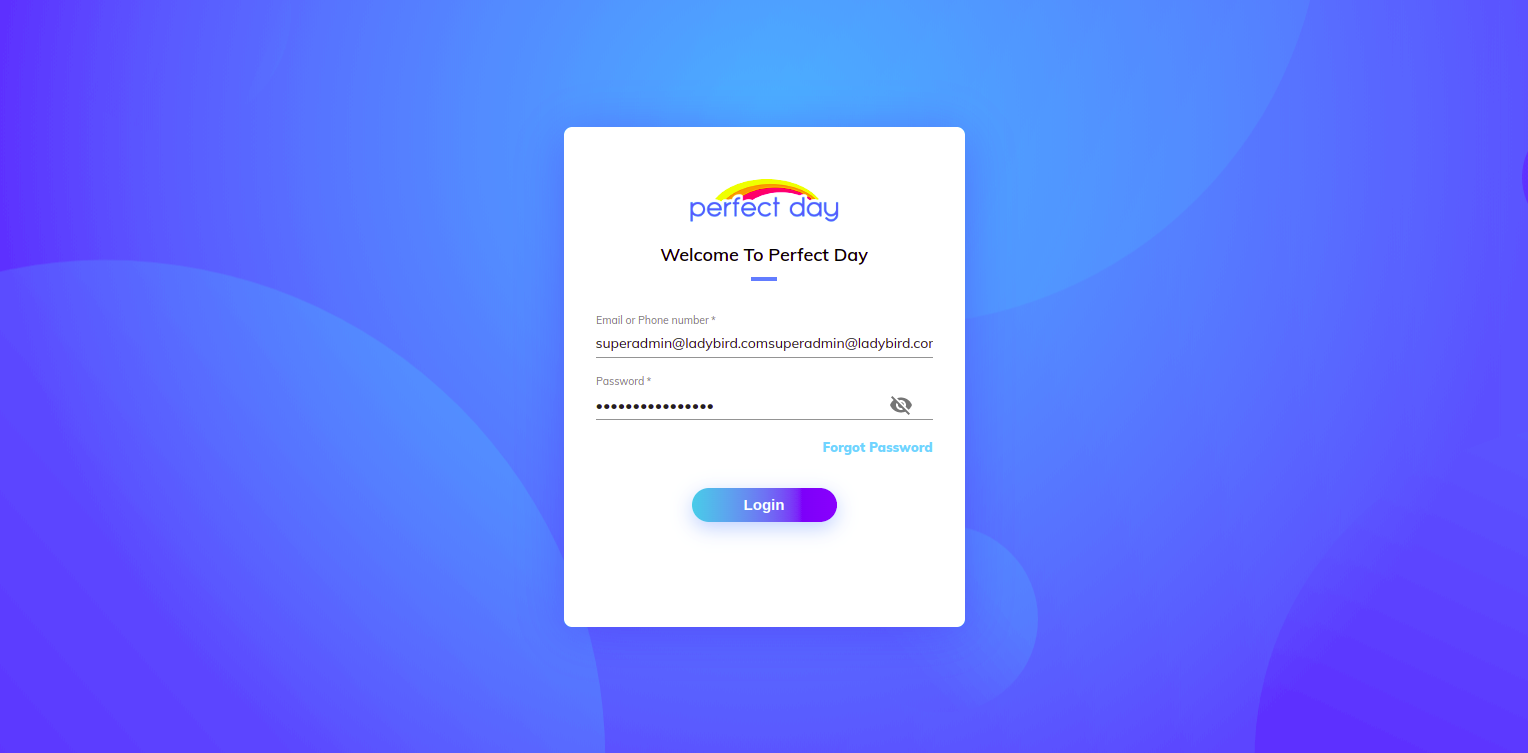 perfect day
Welcome To Perfect Day
Email or Phone number *
superadmin@ladybird.comsuperadmin@ladybird.cor
Password *
••••••••••••••••
Forgot Password
Login